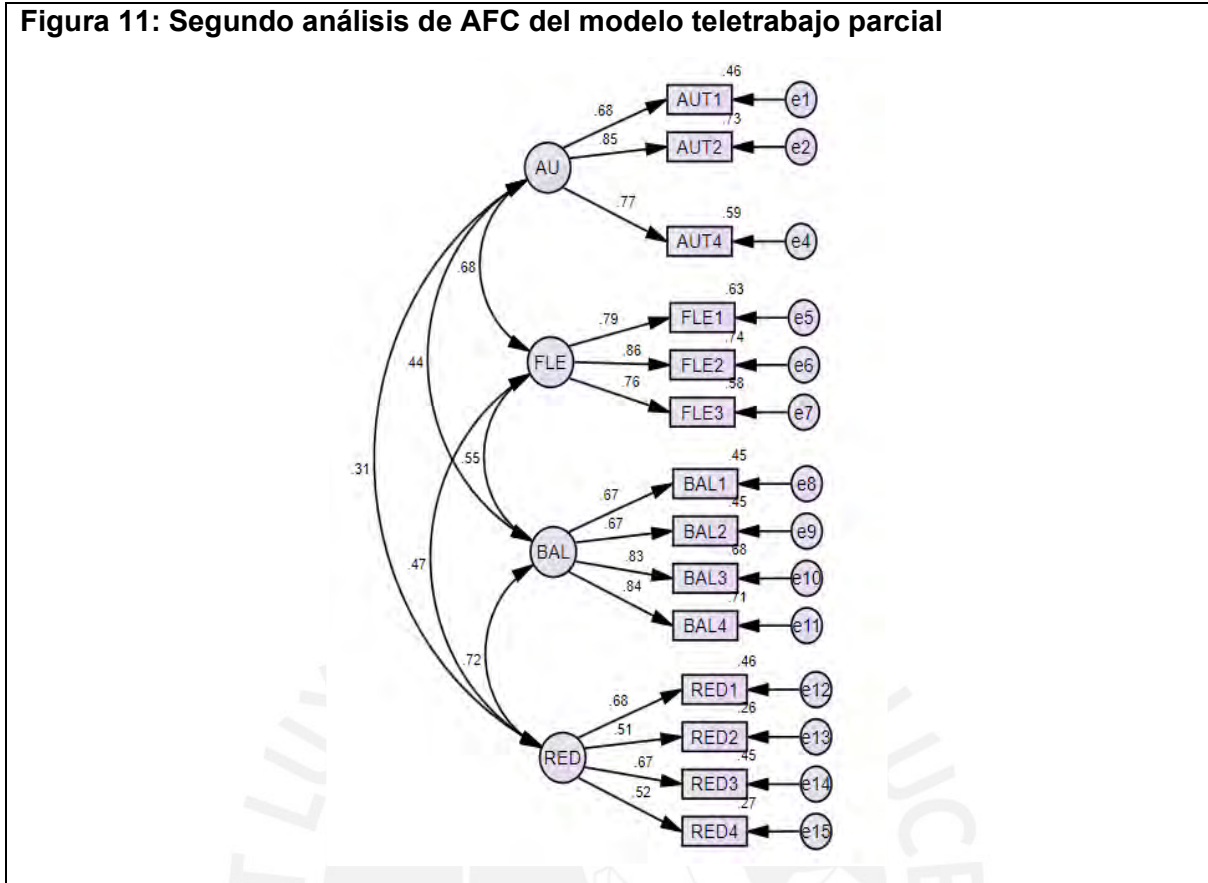 Figura 11: Segundo análisis de AFC del modelo teletrabajo parcial
.46
.68 AUT1 e1
.73
.85 AUT2 e2
AU
.77 .59
AUT4 e4
.68
.63
.79 FLE1 e5
.74
.86 FLE2 e6
.44 FLE
.76 .58
FLE3 e7
.55
.31
.45
.67 BAL1 e8
.45
.67 BAL2 e9
BAL
.68
.83 BAL3 e10
.47
.71
.84 BAL4 e11
.72
.46
.68 RED1 e12
.26
.51 RED2 e13
RED
.45
.67 RED3 e14
.27
.52 RED4 e15